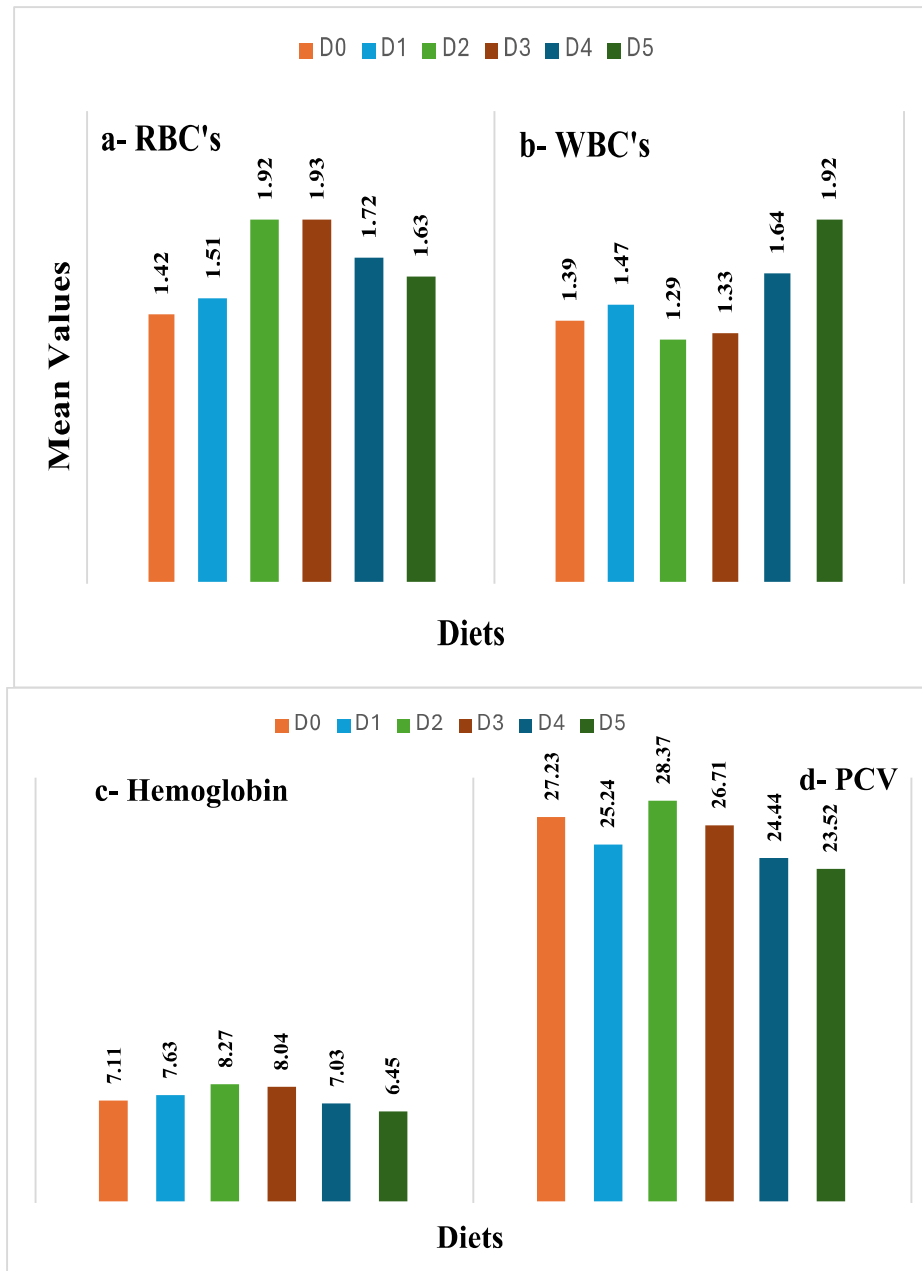 D0 D1 D2 D3 D4 D5
a- RBC's
b- WBC's
Mean Values
1.42
1.51
1.92
1.93
1.72
1.63
1.39
1.47
1.29
1.33
1.64
1.92
Diets
D0 D1 D2 D3 D4 D5
c- Hemoglobin
d- PCV
7.11
7.63
8.27
8.04
7.03
6.45
27.23
25.24
28.37
26.71
24.44
23.52
Diets